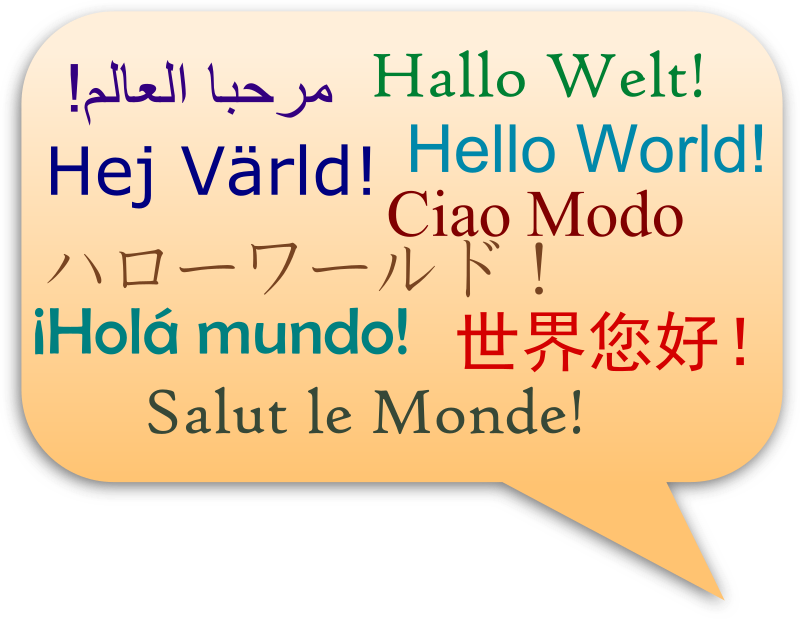 مرحبا العالم!
Hallo Welt!
Hej Värld!
Hello World!
Ciao Modo
ハローワールド！
¡Holá mundo!
世界您好!
Salut le Monde!